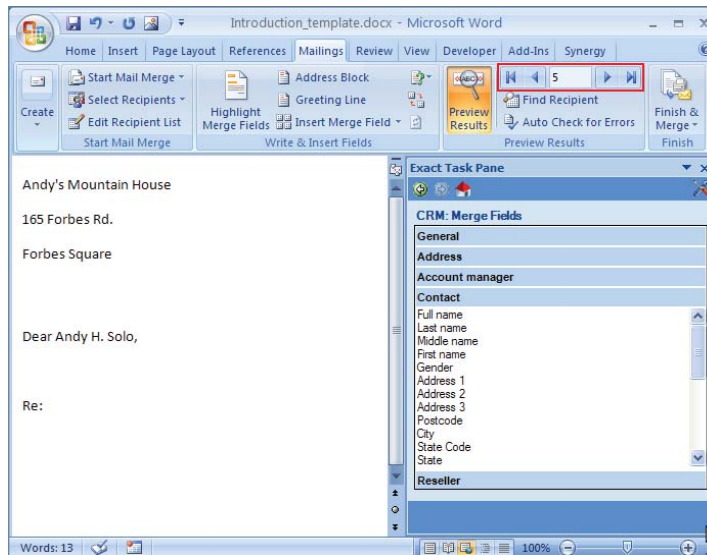 Introduction_template.docx - Microsoft Word
Home Insert Page Layout References Mailings Review View Developer Add-Ins Synergy
Create
Start Mail Merge
Select Recipients
Edit Recipient List
Start Mail Merge
Highlight
Merge Fields
Address Block
Greeting Line
Insert Merge Field
Write & Insert Fields
ABC
Preview
Results
5
Find Recipient
Auto Check for Errors
Preview Results
Finish &
Merge
Finish
Andy's Mountain House
165 Forbes Rd.
Forbes Square
Dear Andy H. Solo,
Re:
Exact Task Pane
CRM: Merge Fields
General
Address
Account manager
Contact
Full name
Last name
Middle name
First name
Gender
Address 1
Address 2
Address 3
Postcode
City
State Code
State
Reseller
Words: 13
100%